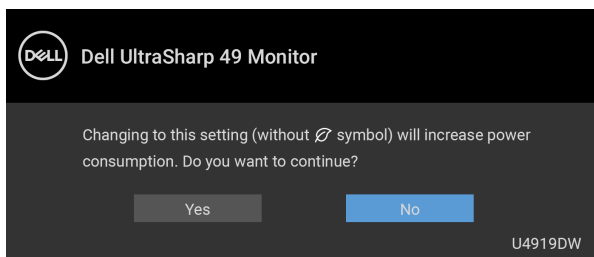 DELL
Dell UltraSharp 49 Monitor
Changing to this setting (without symbol) will increase power
consumption. Do you want to continue?
Yes No
U4919DW